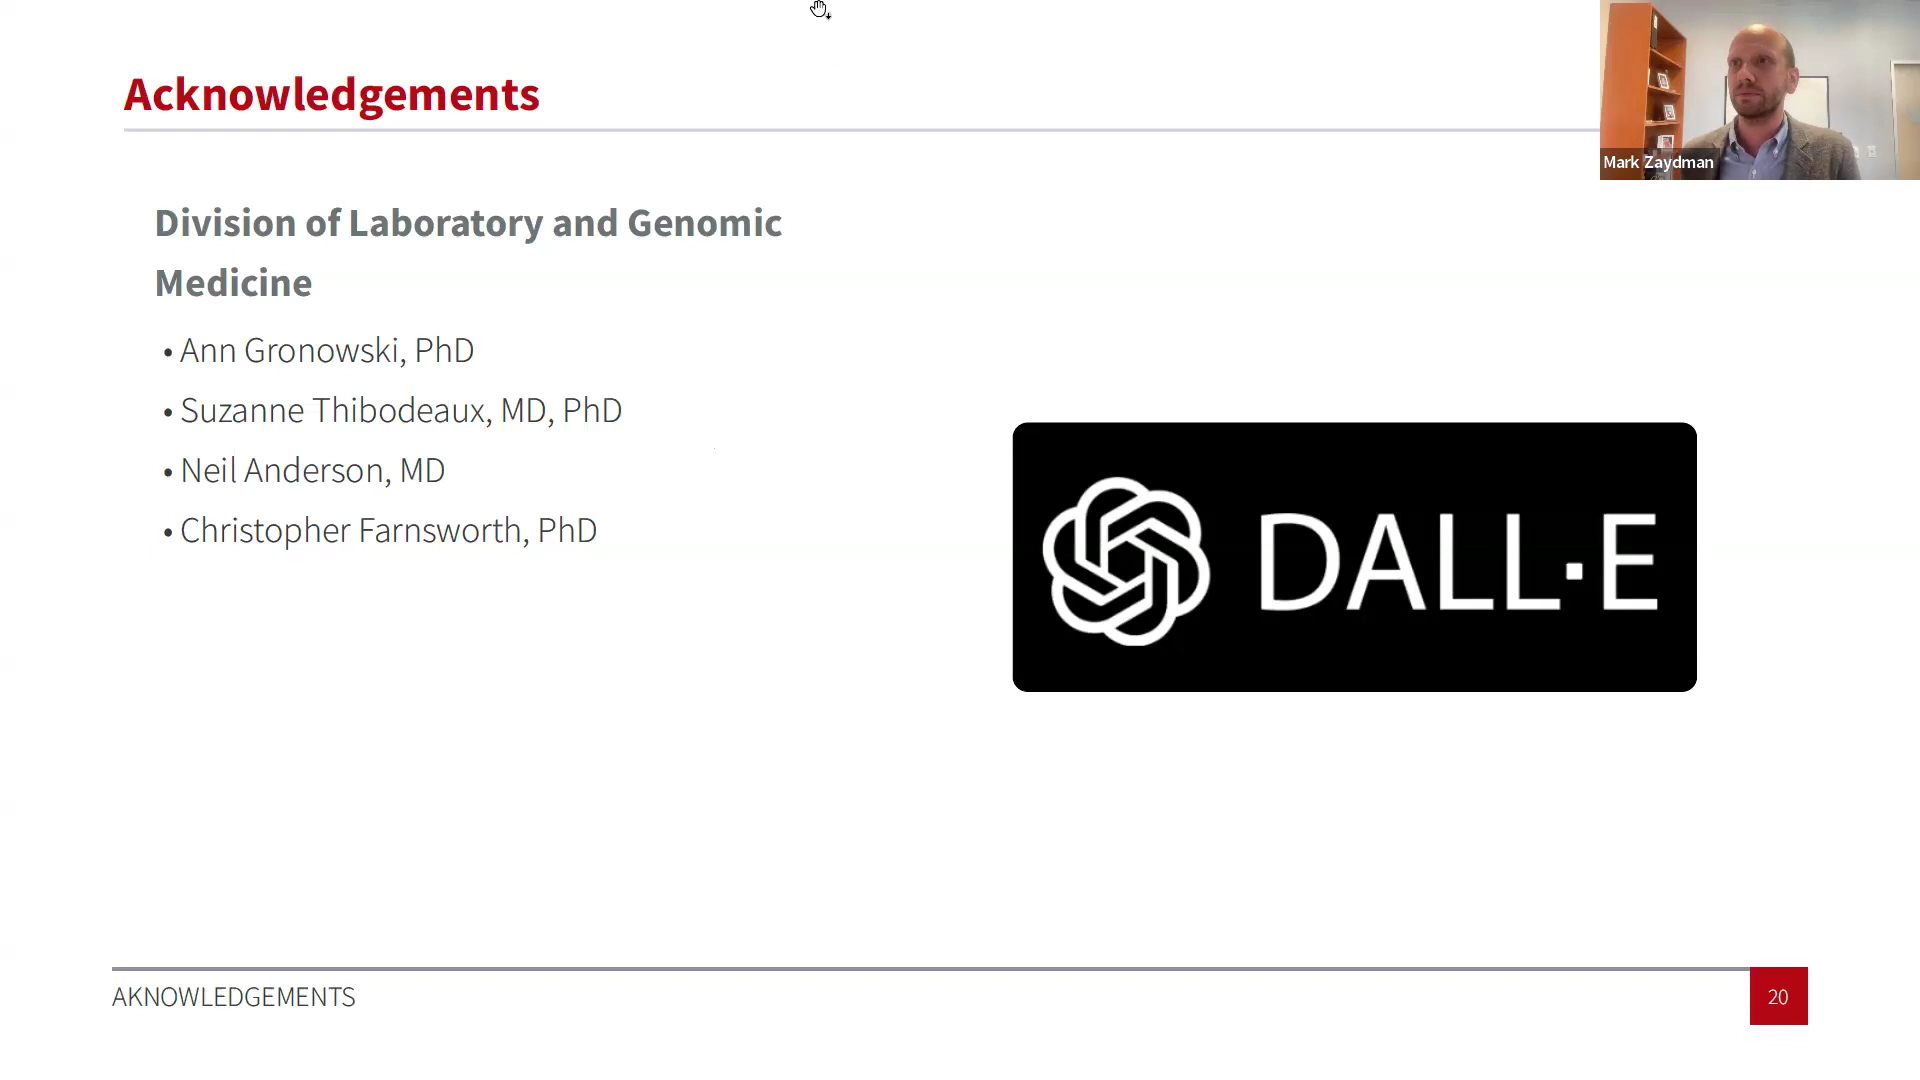 Acknowledgements
Mark Zaydman
Division of Laboratory and Genomic
Medicine
• Ann Gronowski, PhD
• Suzanne Thibodeaux, MD, PhD
• Neil Anderson, MD
• Christopher Farnsworth, PhD
DALL·E
AKNOWLEDGEMENTS
20